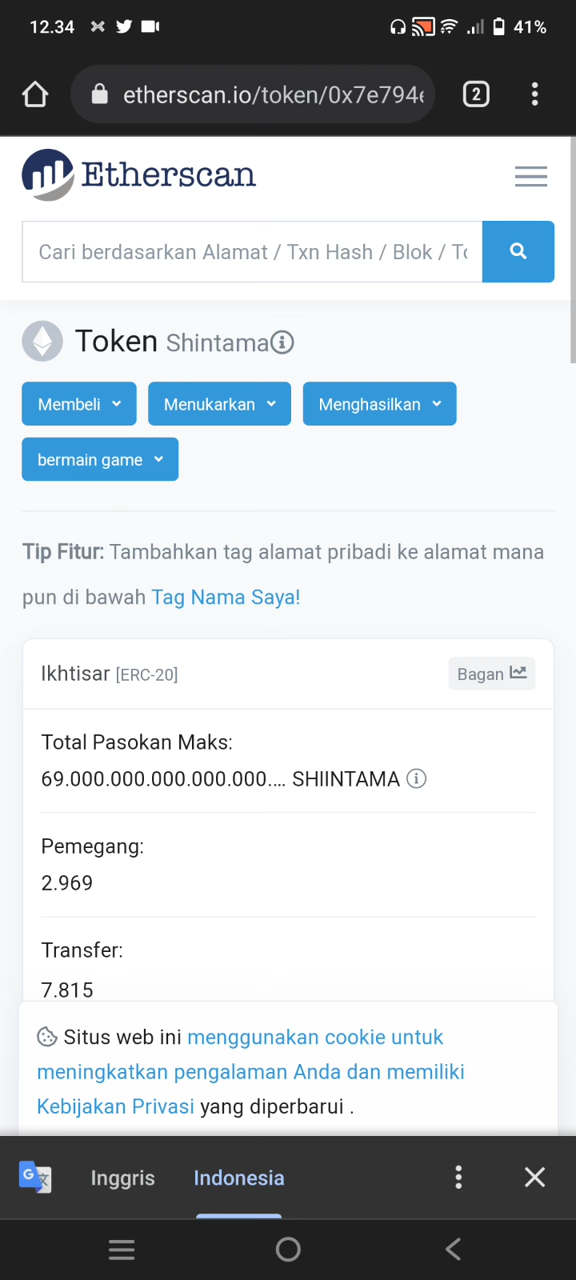 12.34
41%
etherscan.io/token/0x7e794e
2
Etherscan
Cari berdasarkan Alamat / Txn Hash / Blok / To
Token Shintama
Membeli
Menukarkan
Menghasilkan
bermain game
Tip Fitur: Tambahkan tag alamat pribadi ke alamat mana
pun di bawah Tag Nama Saya!
Ikhtisar [ERC-20]
Bagan
Total Pasokan Maks:
69.000.000.000.000.000.... SHIINTAMA
Pemegang:
2.969
Transfer:
7.815
Situs web ini menggunakan cookie untuk
meningkatkan pengalaman Anda dan memiliki
Kebijakan Privasi yang diperbarui .
Inggris
Indonesia